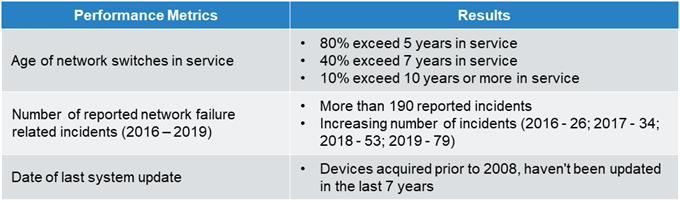 Performance Metrics
Results
Age of network switches in service
• 80% exceed 5 years in service
• 40% exceed 7 years in service
• 10% exceed 10 years or more in service
Number of reported network failure
related incidents (2016 – 2019)
• More than 190 reported incidents
• Increasing number of incidents (2016 - 26; 2017 - 34;
2018 - 53; 2019 - 79)
Date of last system update
• Devices acquired prior to 2008, haven't been updated
in the last 7 years